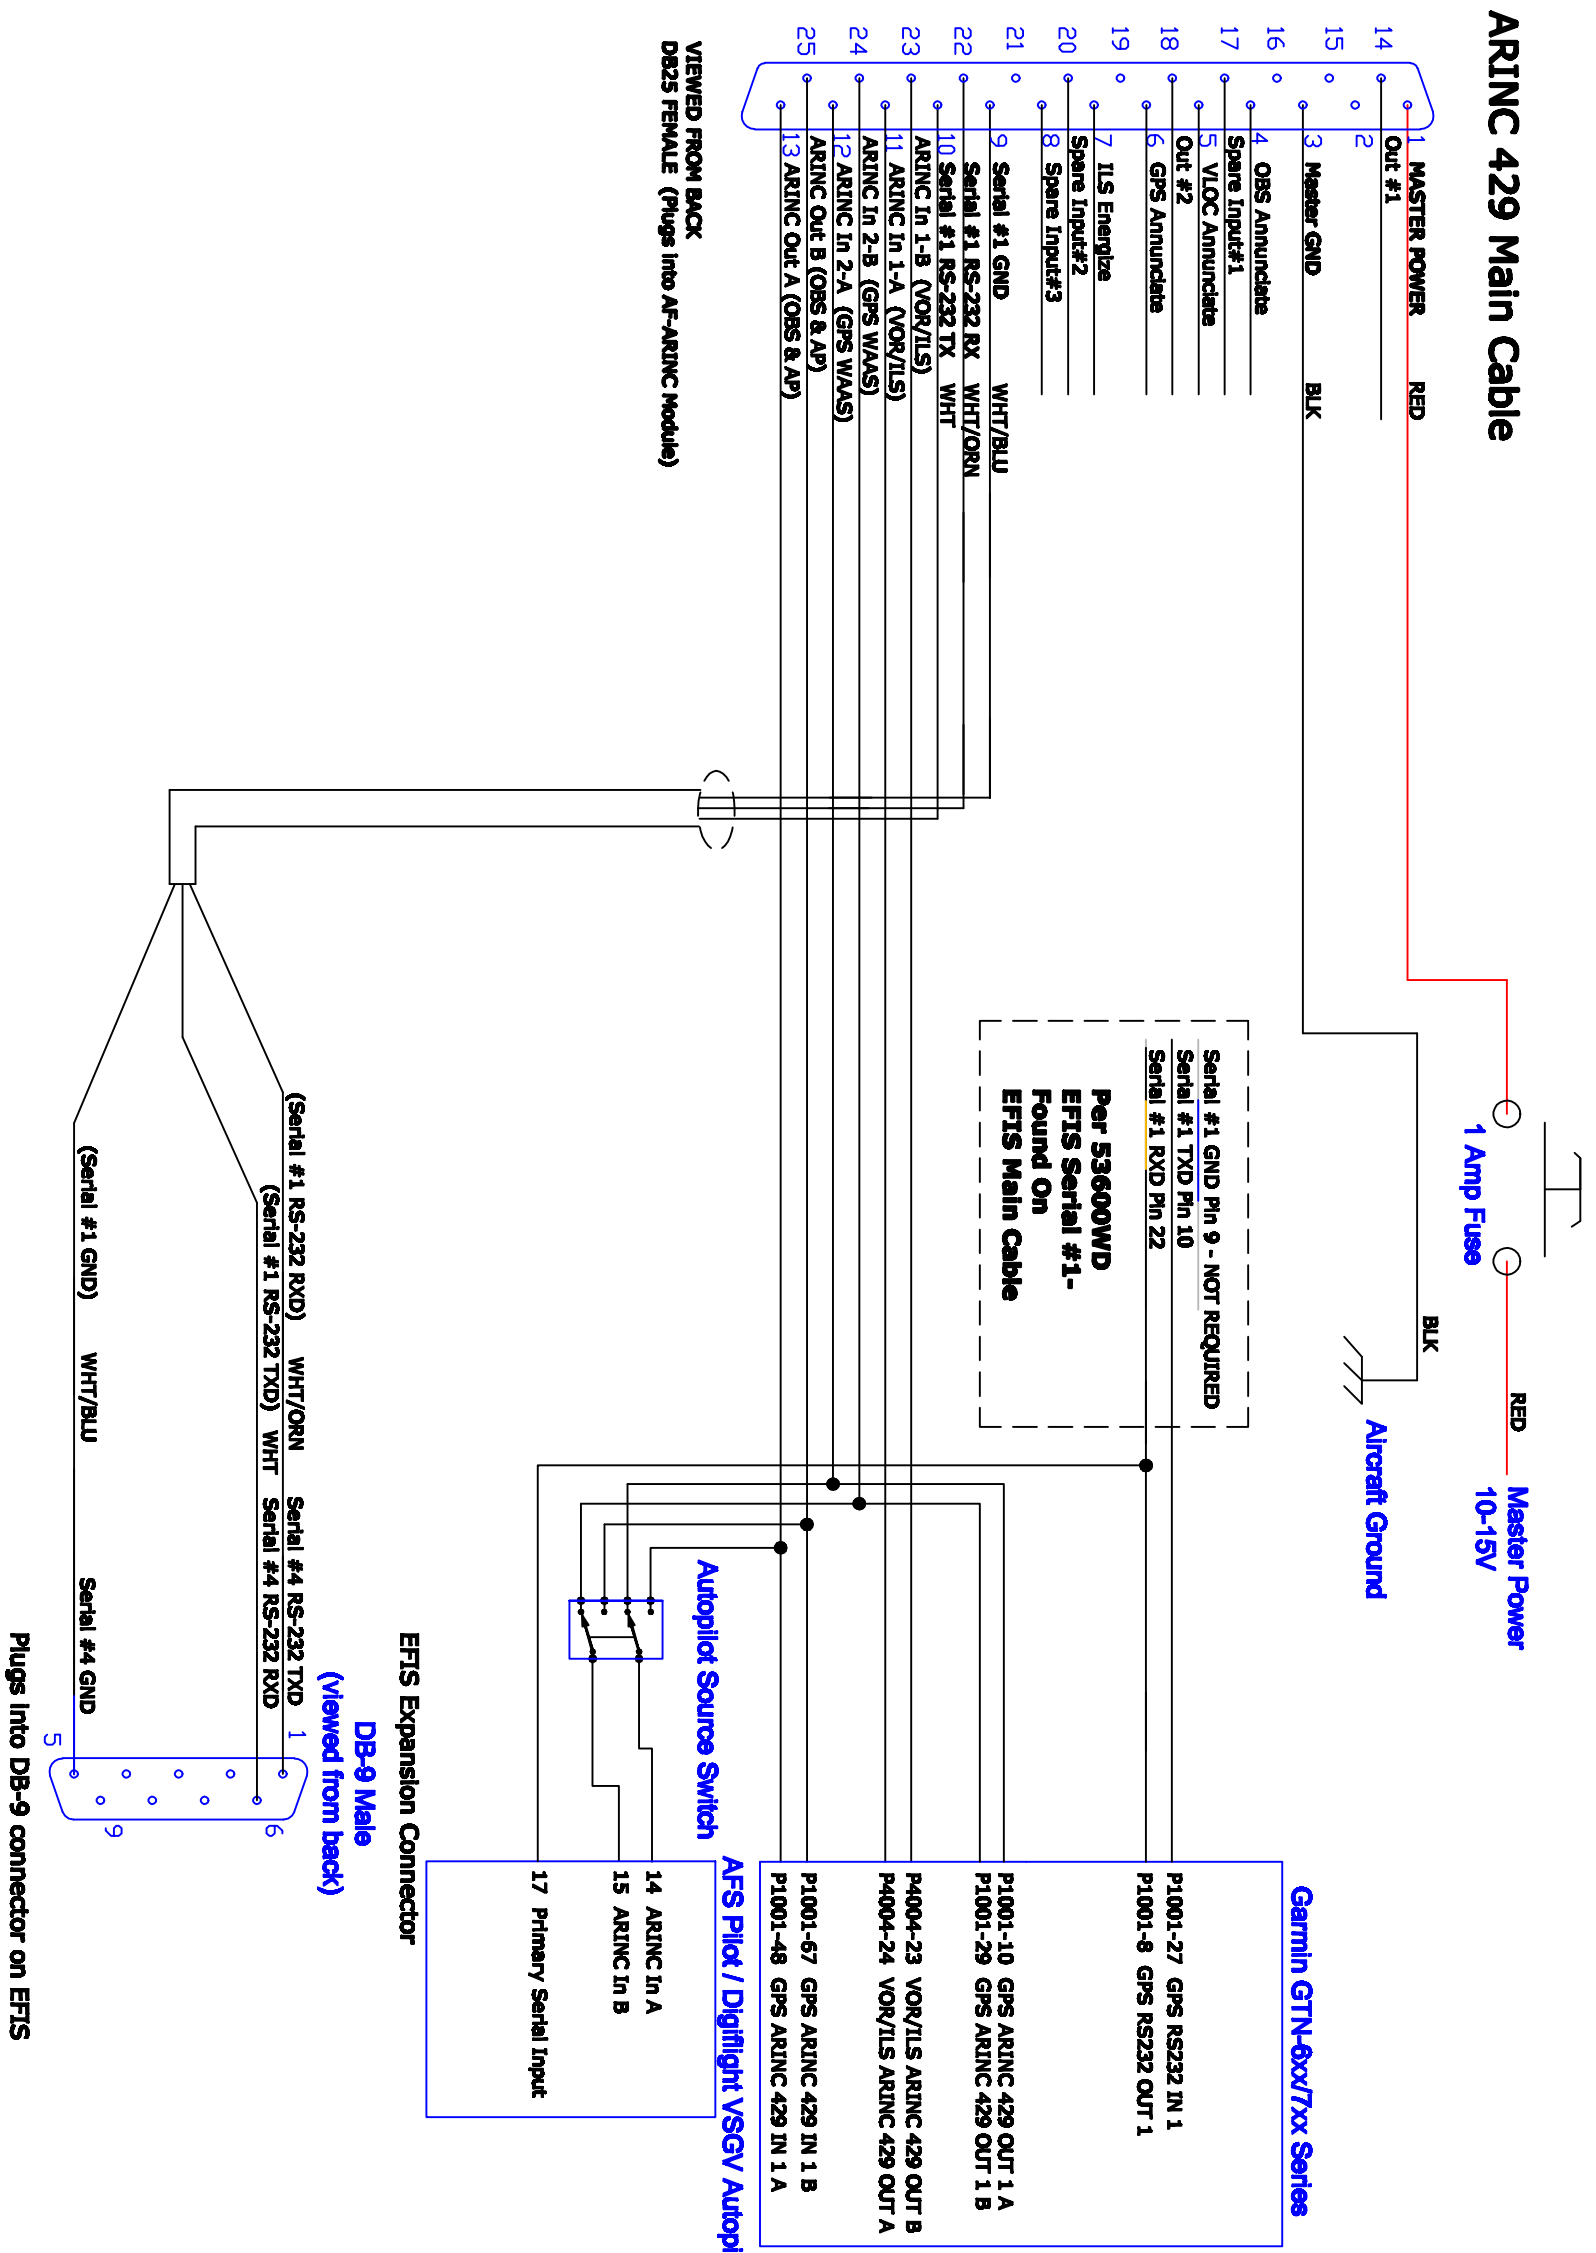 ARINC 429 Main Cable
1 MASTER POWER RED
14 Out #1
2
15
3 Master GND BLK
16
4 OBS Annunciate
17 Spare Input#1
5 VLOC Annunciate
18 Out #2
6 GPS Annunciate
19
7 ILS Energize
20 Spare Input#2
8 Spare Input#3
21
9 Serial #1 GND WHT/BLU
22 Serial #1 RS-232 RX WHT/ORN
10 Serial #1 RS-232 TX WHT
23 ARINC In 1-B (VOR/ILS)
11 ARINC In 1-A (VOR/ILS)
24 ARINC In 2-B (GPS WAAS)
12 ARINC In 2-A (GPS WAAS)
25 ARINC Out B (OBS & AP)
13 ARINC Out A (OBS & AP)
VIEWED FROM BACK
DB25 FEMALE (Plugs into AF-ARINC Module)
1 Amp Fuse
RED
Master Power
10-15V
BLK
Aircraft Ground
Serial #1 GND Pin 9 - NOT REQUIRED
Serial #1 TXD Pin 10
Serial #1 RXD Pin 22
Per 53600WD
EFIS Serial #1-
Found On
EFIS Main Cable
Garmin GTN-6xx/7xx Series
P1001-27 GPS RS232 IN 1
P1001-8 GPS RS232 OUT 1
P1001-10 GPS ARINC 429 OUT 1 A
P1001-29 GPS ARINC 429 OUT 1 B
P4004-23 VOR/ILS ARINC 429 OUT B
P4004-24 VOR/ILS ARINC 429 OUT A
P1001-67 GPS ARINC 429 IN 1 B
P1001-48 GPS ARINC 429 IN 1 A
Autopilot Source Switch
AFS Pilot / Digiflight VSGV Autopi
14 ARINC In A
15 ARINC In B
17 Primary Serial Input
EFIS Expansion Connector
DB-9 Male
(viewed from back)
(Serial #1 RS-232 RXD) WHT/ORN Serial #4 RS-232 TXD 1
(Serial #1 RS-232 TXD) WHT Serial #4 RS-232 RXD 6
(Serial #1 GND) WHT/BLU Serial #4 GND
9
5
Plugs into DB-9 connector on EFIS